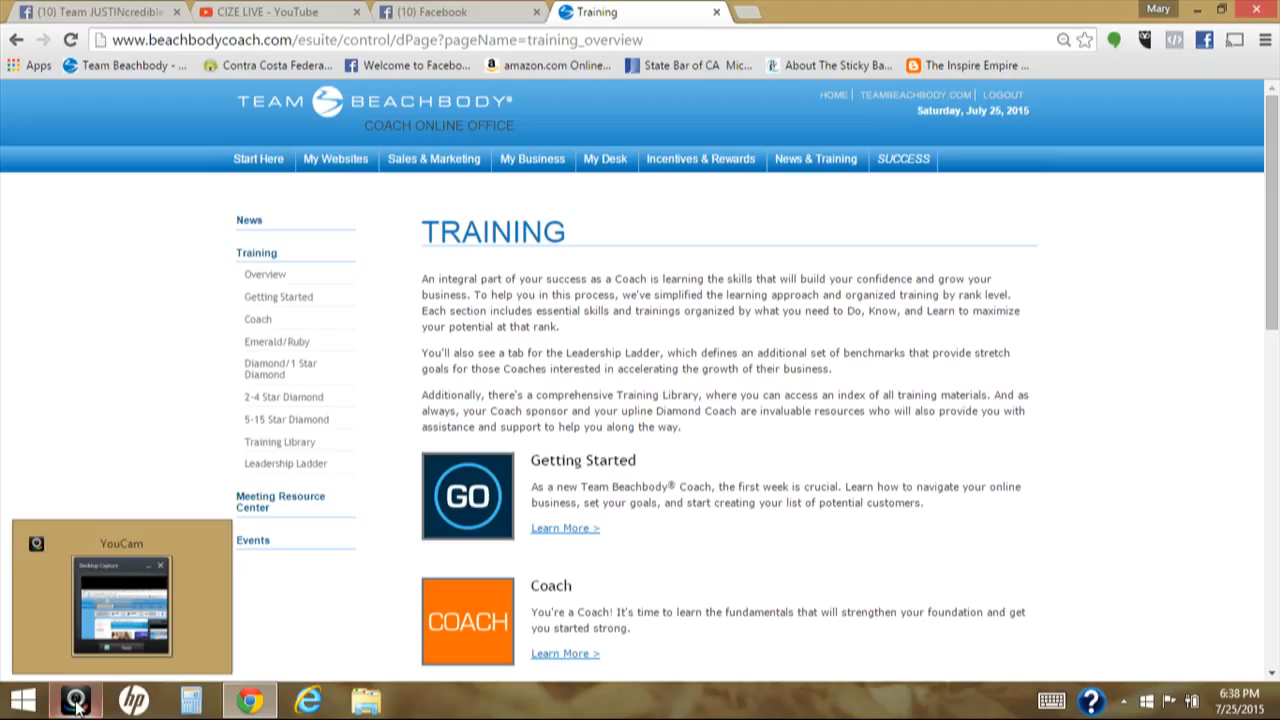 (10) Team JUSTINcredible
CIZE LIVE - YouTube
(10) Facebook
Training
Mary
www.beachbodycoach.com/esuite/control/dPage?pageName=training_overview
Apps
Team Beachbody - ...
Contra Costa Federa...
Welcome to Facebo...
amazon.com Online...
State Bar of CA Mic...
About The Sticky Ba...
The Inspire Empire ...
TEAM BEACHBODY®
COACH ONLINE OFFICE
HOME | TEAMBEACHBODY.COM | LOGOUT
Saturday, July 25, 2015
Start Here
My Websites
Sales & Marketing
My Business
My Desk
Incentives & Rewards
News & Training
SUCCESS
News
Training
Overview
Getting Started
Coach
Emerald/Ruby
Diamond/1 Star
Diamond
2-4 Star Diamond
5-15 Star Diamond
Training Library
Leadership Ladder
Meeting Resource
Center
Events
TRAINING
An integral part of your success as a Coach is learning the skills that will build your confidence and grow your
business. To help you in this process, we've simplified the learning approach and organized training by rank level.
Each section includes essential skills and trainings organized by what you need to Do, Know, and Learn to maximize
your potential at that rank.
You'll also see a tab for the Leadership Ladder, which defines an additional set of benchmarks that provide stretch
goals for those Coaches interested in accelerating the growth of their business.
Additionally, there's a comprehensive Training Library, where you can access an index of all training materials. And as
always, your Coach sponsor and your upline Diamond Coach are invaluable resources who will also provide you with
assistance and support to help you along the way.
GO
Getting Started
As a new Team Beachbody® Coach, the first week is crucial. Learn how to navigate your online
business, set your goals, and start creating your list of potential customers.
Learn More >
COACH
Coach
You're a Coach! It's time to learn the fundamentals that will strengthen your foundation and get
you started strong.
Learn More >
YouCam
Desktop Capture
6:38 PM
7/25/2015